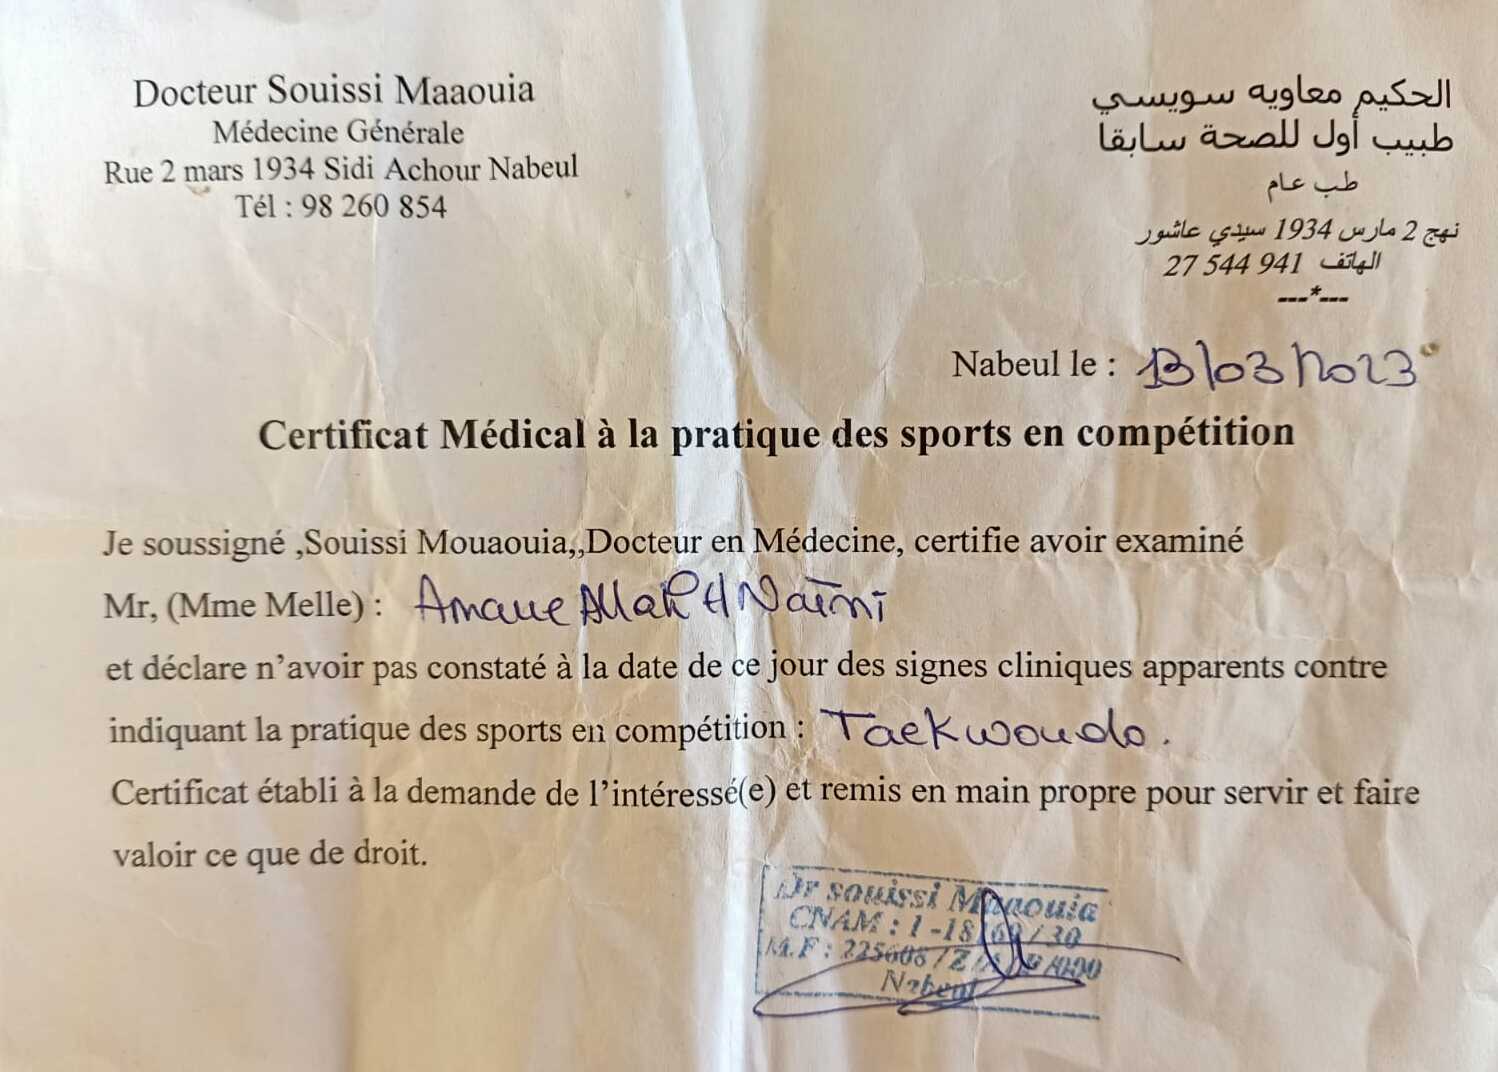 Docteur Souissi Maaouia
Médecine Générale
Rue 2 mars 1934 Sidi Achour Nabeul
Tél : 98 260 854
الحكيم معاويه سويسي
طبيب أول للصحة سابقا
طب عام
نهج 2 مارس 1934 سيدي عاشور
الهاتف 27 544 941
---*---
Nabeul le : 13/03/2023
Certificat Médical à la pratique des sports en compétition
Je soussigné ,Souissi Mouaouia,,Docteur en Médecine, certifie avoir examiné
Mr, (Mme Melle) : Amane Allah Naimi
et déclare n’avoir pas constaté à la date de ce jour des signes cliniques apparents contre
indiquant la pratique des sports en compétition : Taekwondo.
Certificat établi à la demande de l’intéressé(e) et remis en main propre pour servir et faire
valoir ce que de droit.
Dr souissi Maaouia
CNAM : 1 -18
M.F :
Nabeul